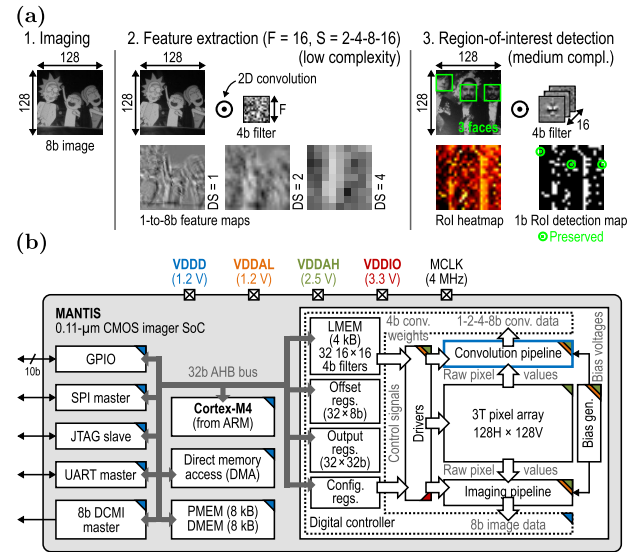 (a)
1. Imaging
128
128
8b image
2. Feature extraction (F = 16, S = 2-4-8-16)
(low complexity)
128
128
2D convolution
F
4b filter
DS = 1
DS = 2
DS = 4
1-to-8b feature maps
3. Region-of-interest detection
(medium compl.)
128
128
3 faces
16
4b filter
RoI heatmap
1b RoI detection map
Preserved
(b)
VDDD
(1.2 V)
VDDAL
(1.2 V)
VDDAH
(2.5 V)
VDDIO
(3.3 V)
MCLK
(4 MHz)
MANTIS
0.11-μm CMOS imager SoC
10b
GPIO
SPI master
JTAG slave
UART master
8b DCMI
master
32b AHB bus
Cortex-M4
(from ARM)
Direct memory
access (DMA)
PMEM (8 kB)
DMEM (8 kB)
LMEM
(4 kB)
32 16×16
4b filters
Offset
regs.
(32×8b)
Output
regs.
(32×32b)
Config.
regs.
Digital controller
4b conv.
weights
Control signals
Drivers
1-2-4-8b conv. data
Convolution pipeline
Raw pixel values
3T pixel array
128H × 128V
Raw pixel values
Imaging pipeline
8b image data
Bias voltages
Bias gen.